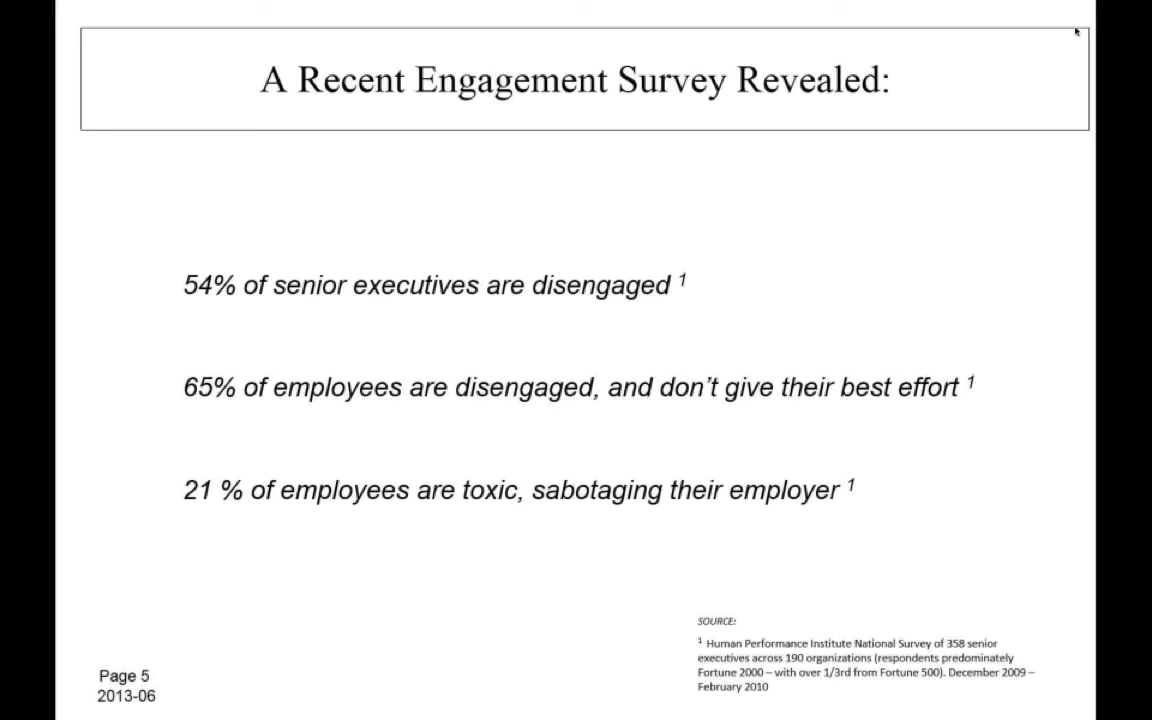 A Recent Engagement Survey Revealed:
54% of senior executives are disengaged 1
65% of employees are disengaged, and don't give their best effort 1
21 % of employees are toxic, sabotaging their employer 1
SOURCE:
1 Human Performance Institute National Survey of 358 senior
executives across 190 organizations (respondents predominately
Fortune 2000 – with over 1/3rd from Fortune 500). December 2009 –
February 2010
Page 5
2013-06